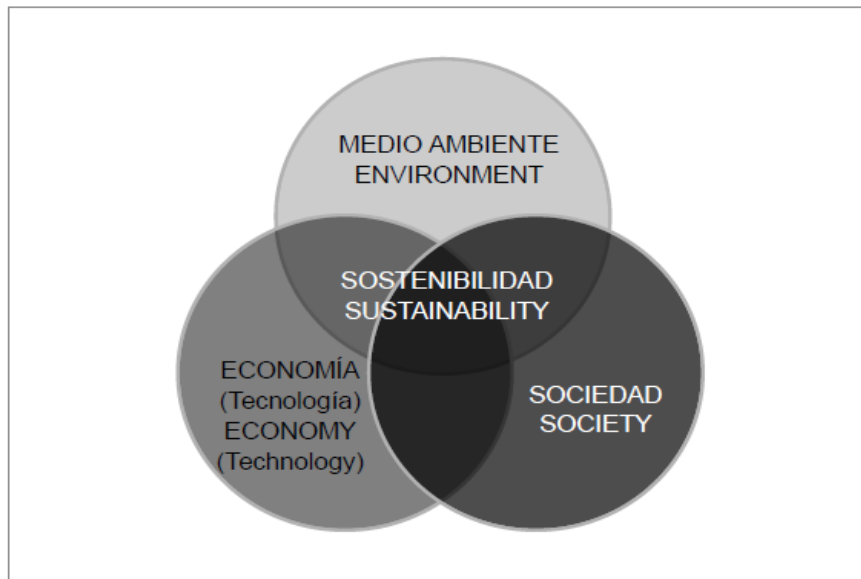 MEDIO AMBIENTE
ENVIRONMENT
SOSTENIBILIDAD
SUSTAINABILITY
ECONOMÍA
(Tecnología)
ECONOMY
(Technology)
SOCIEDAD
SOCIETY